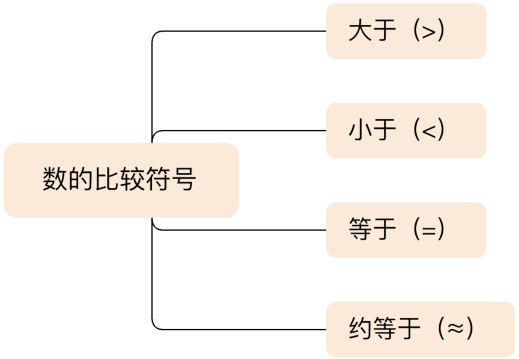 大于（>）
小于（<）
数的比较符号
等于（=）
约等于（≈）